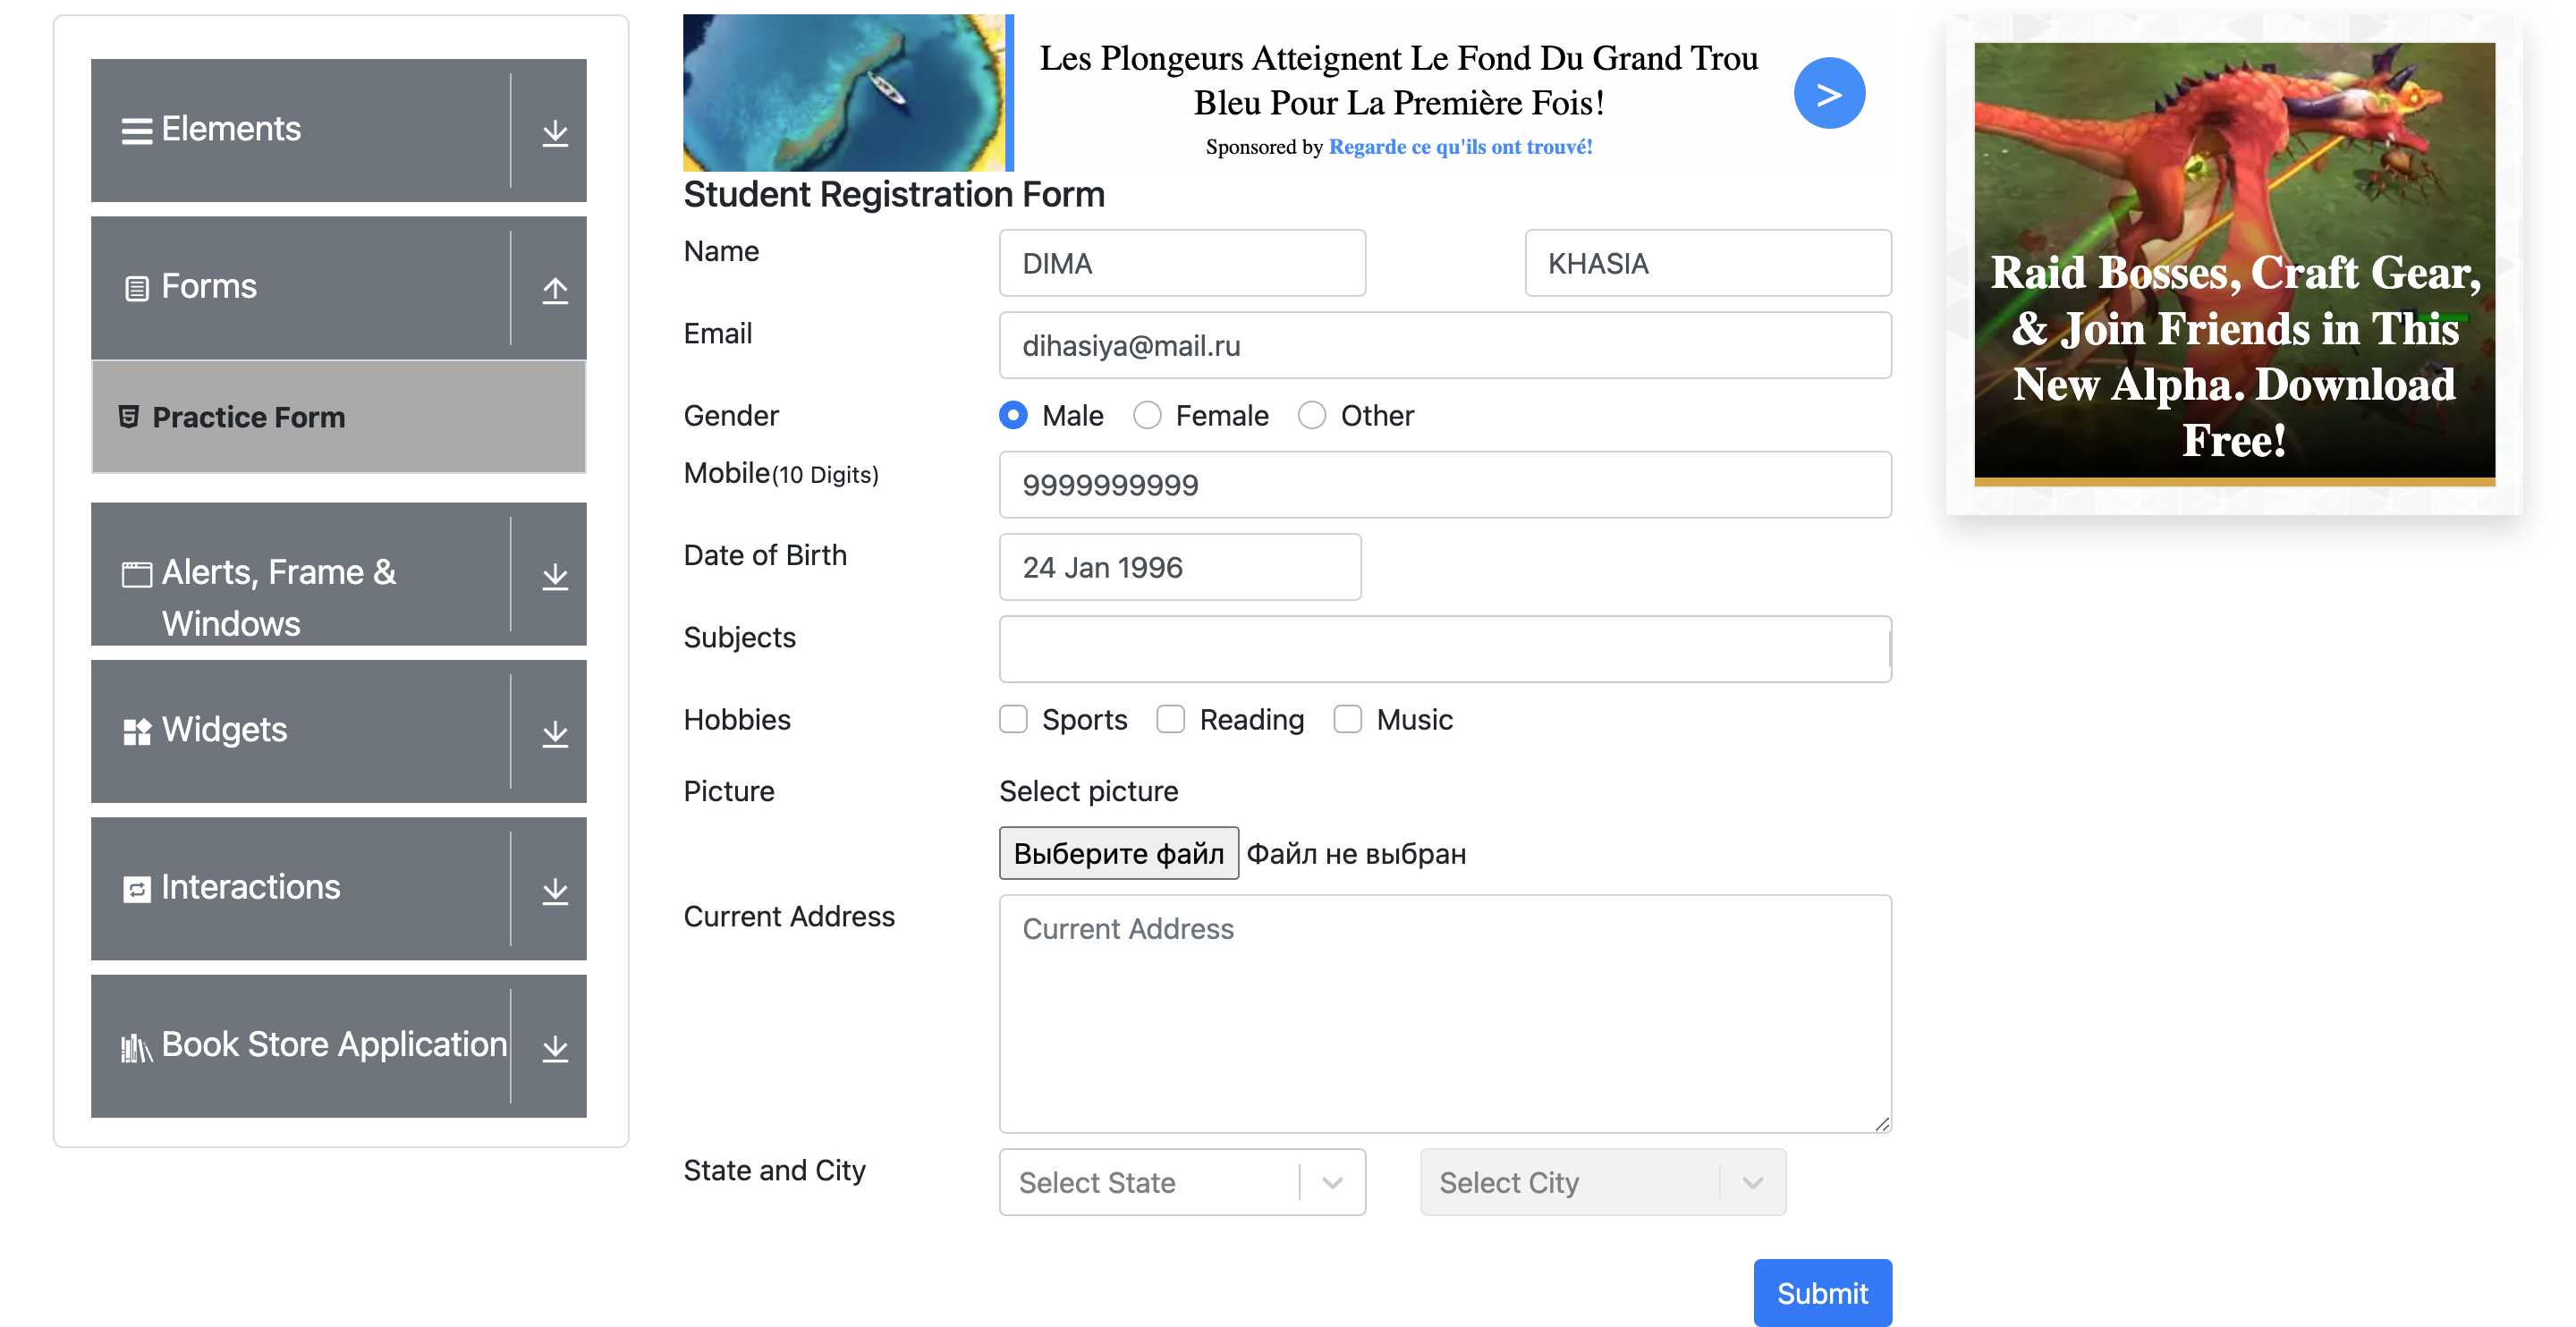 Elements
Forms
Practice Form
Alerts, Frame &
Windows
Widgets
Interactions
Book Store Application
Les Plongeurs Atteignent Le Fond Du Grand Trou
Bleu Pour La Première Fois!
Sponsored by Regarde ce qu'ils ont trouvé!
>
Student Registration Form
Name DIMA KHASIA
Email dihasiya@mail.ru
Gender Male Female Other
Mobile(10 Digits) 9999999999
Date of Birth 24 Jan 1996
Subjects
Hobbies Sports Reading Music
Picture Select picture
Выберите файл Файл не выбран
Current Address Current Address
State and City Select State Select City
Submit
Raid Bosses, Craft Gear,
& Join Friends in This
New Alpha. Download
Free!